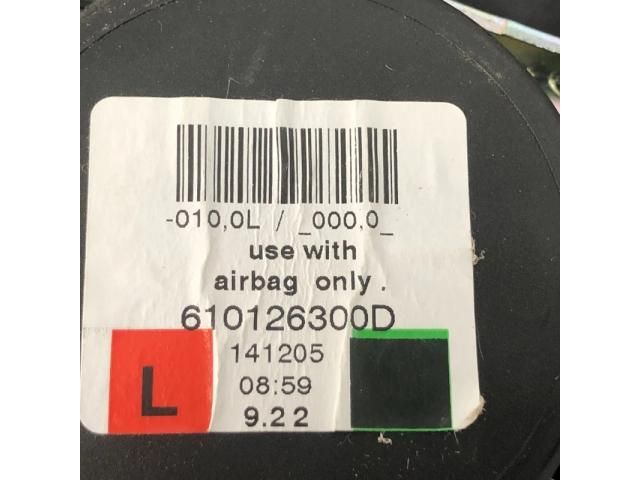 -010,0L / _000,0_
use with
airbag only .
610126300D
141205
L
08:59
9.22